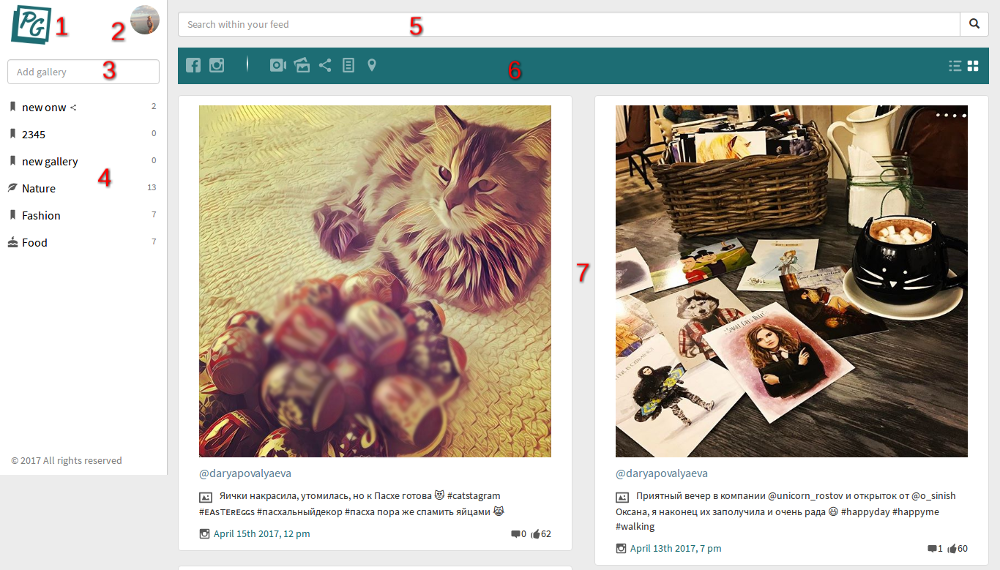 PG
1
2
Add gallery
3
new onw
2
2345
0
new gallery
0
4
Nature
13
Fashion
7
Food
7
© 2017 All rights reserved
Search within your feed
5
6
7
@daryapovalyaeva
Яички накрасила, утомилась, но к Пасхе готова 😻 #catstagram
#EᴀsTᴇʀEɢɢs #пасхальныйдекор #пасха пора же спамить яйцами 😹
April 15th 2017, 12 pm
0
62
@daryapovalyaeva
Приятный вечер в компании @unicorn_rostov и открыток от @o_sinish
Оксана, я наконец их заполучила и очень рада 😃 #happyday #happyme
#walking
April 13th 2017, 7 pm
1
60